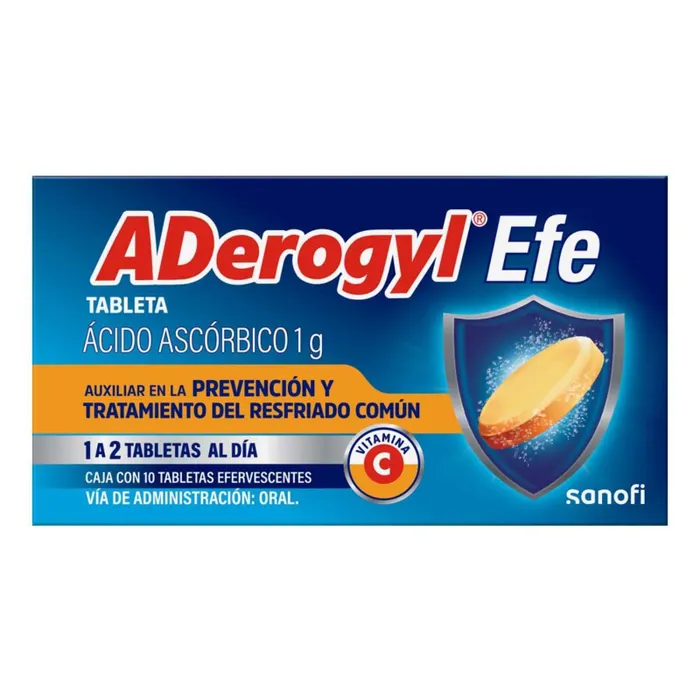 ADerogyl® Efe
TABLETA
ÁCIDO ASCÓRBICO 1 g
AUXILIAR EN LA PREVENCIÓN Y
TRATAMIENTO DEL RESFRIADO COMÚN
1 A 2 TABLETAS AL DÍA
VITAMINA
C
CAJA CON 10 TABLETAS EFERVESCENTES
VÍA DE ADMINISTRACIÓN: ORAL.
sanofi